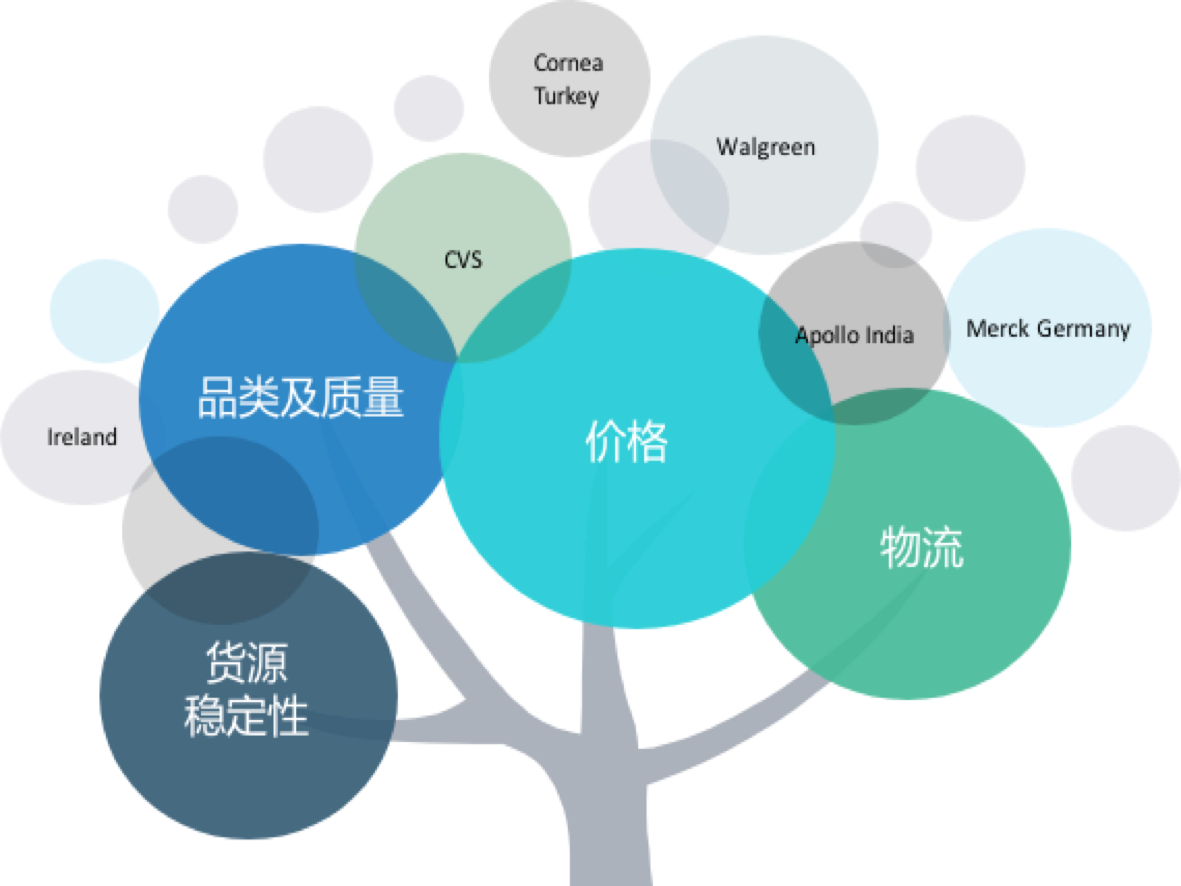 Cornea
Turkey
Walgreen
CVS
Apollo India
Merck Germany
品类及质量
价格
Ireland
物流
货源
稳定性